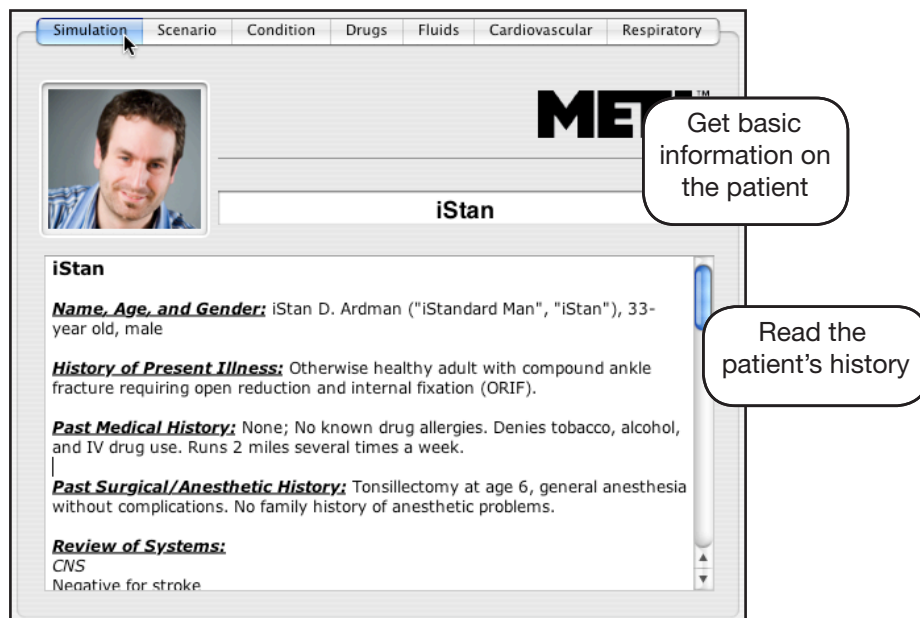 Simulation Scenario Condition Drugs Fluids Cardiovascular Respiratory
Get basic
information on
the patient
iStan
iStan
Name, Age, and Gender: iStan D. Ardman ("iStandard Man", "iStan"), 33-
year old, male
History of Present Illness: Otherwise healthy adult with compound ankle
fracture requiring open reduction and internal fixation (ORIF).
Read the
patient’s history
Past Medical History: None; No known drug allergies. Denies tobacco, alcohol,
and IV drug use. Runs 2 miles several times a week.
Past Surgical/Anesthetic History: Tonsillectomy at age 6, general anesthesia
without complications. No family history of anesthetic problems.
Review of Systems:
CNS
Negative for stroke